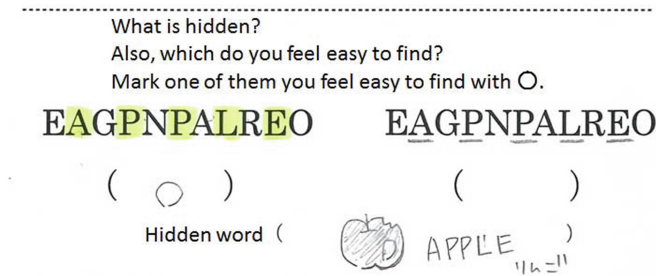 What is hidden?
Also, which do you feel easy to find?
Mark one of them you feel easy to find with O.
EAGPNPALREO EAGPNPALREO
( O ) ( )
Hidden word ( APPLE )